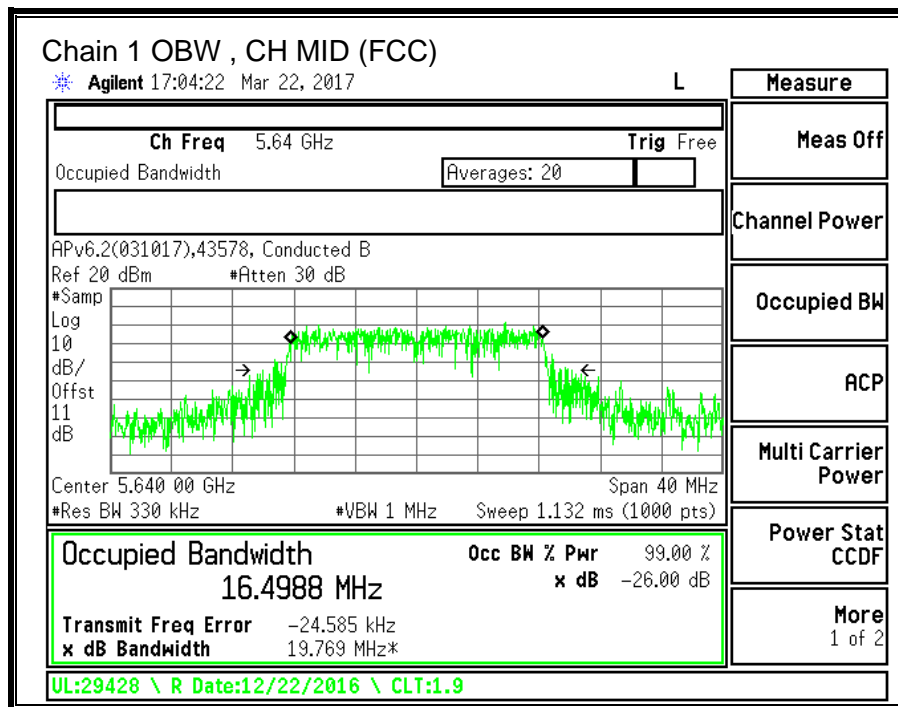 Chain 1 OBW , CH MID (FCC)
Agilent 17:04:22 Mar 22, 2017 L
Measure
Ch Freq 5.64 GHz Trig Free
Occupied Bandwidth Averages: 20
APv6.2(031017),43578, Conducted B
Ref 20 dBm #Atten 30 dB
#Samp
Log
10
dB/
Offst
11
dB
Center 5.640 00 GHz Span 40 MHz
#Res BW 330 kHz #VBW 1 MHz Sweep 1.132 ms (1000 pts)
Occupied Bandwidth Occ BW % Pwr 99.00 %
16.4988 MHz x dB -26.00 dB
Transmit Freq Error -24.585 kHz
x dB Bandwidth 19.769 MHz*
UL:29428 \ R Date:12/22/2016 \ CLT:1.9
Meas Off
Channel Power
Occupied BW
ACP
Multi Carrier
Power
Power Stat
CCDF
More
1 of 2